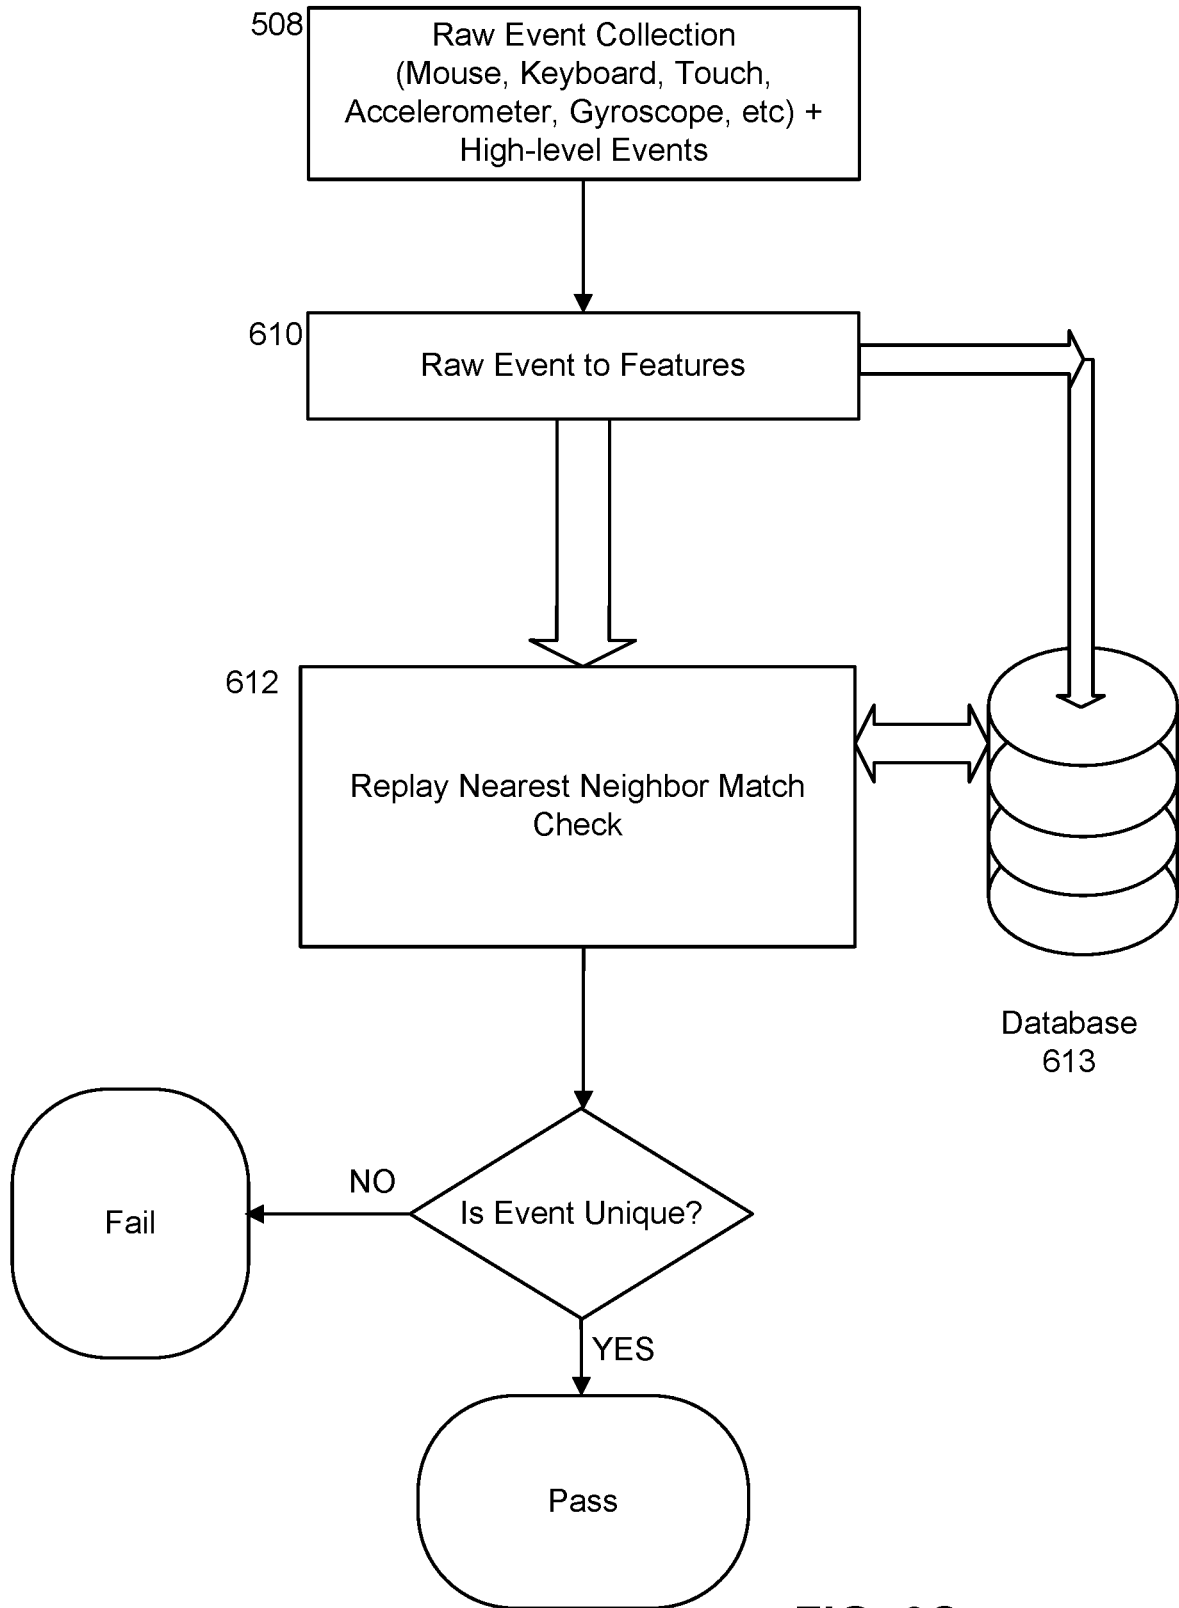 508
Raw Event Collection
(Mouse, Keyboard, Touch,
Accelerometer, Gyroscope, etc) +
High-level Events
610
Raw Event to Features
612
Replay Nearest Neighbor Match
Check
Database
613
NO
Is Event Unique?
Fail
YES
Pass